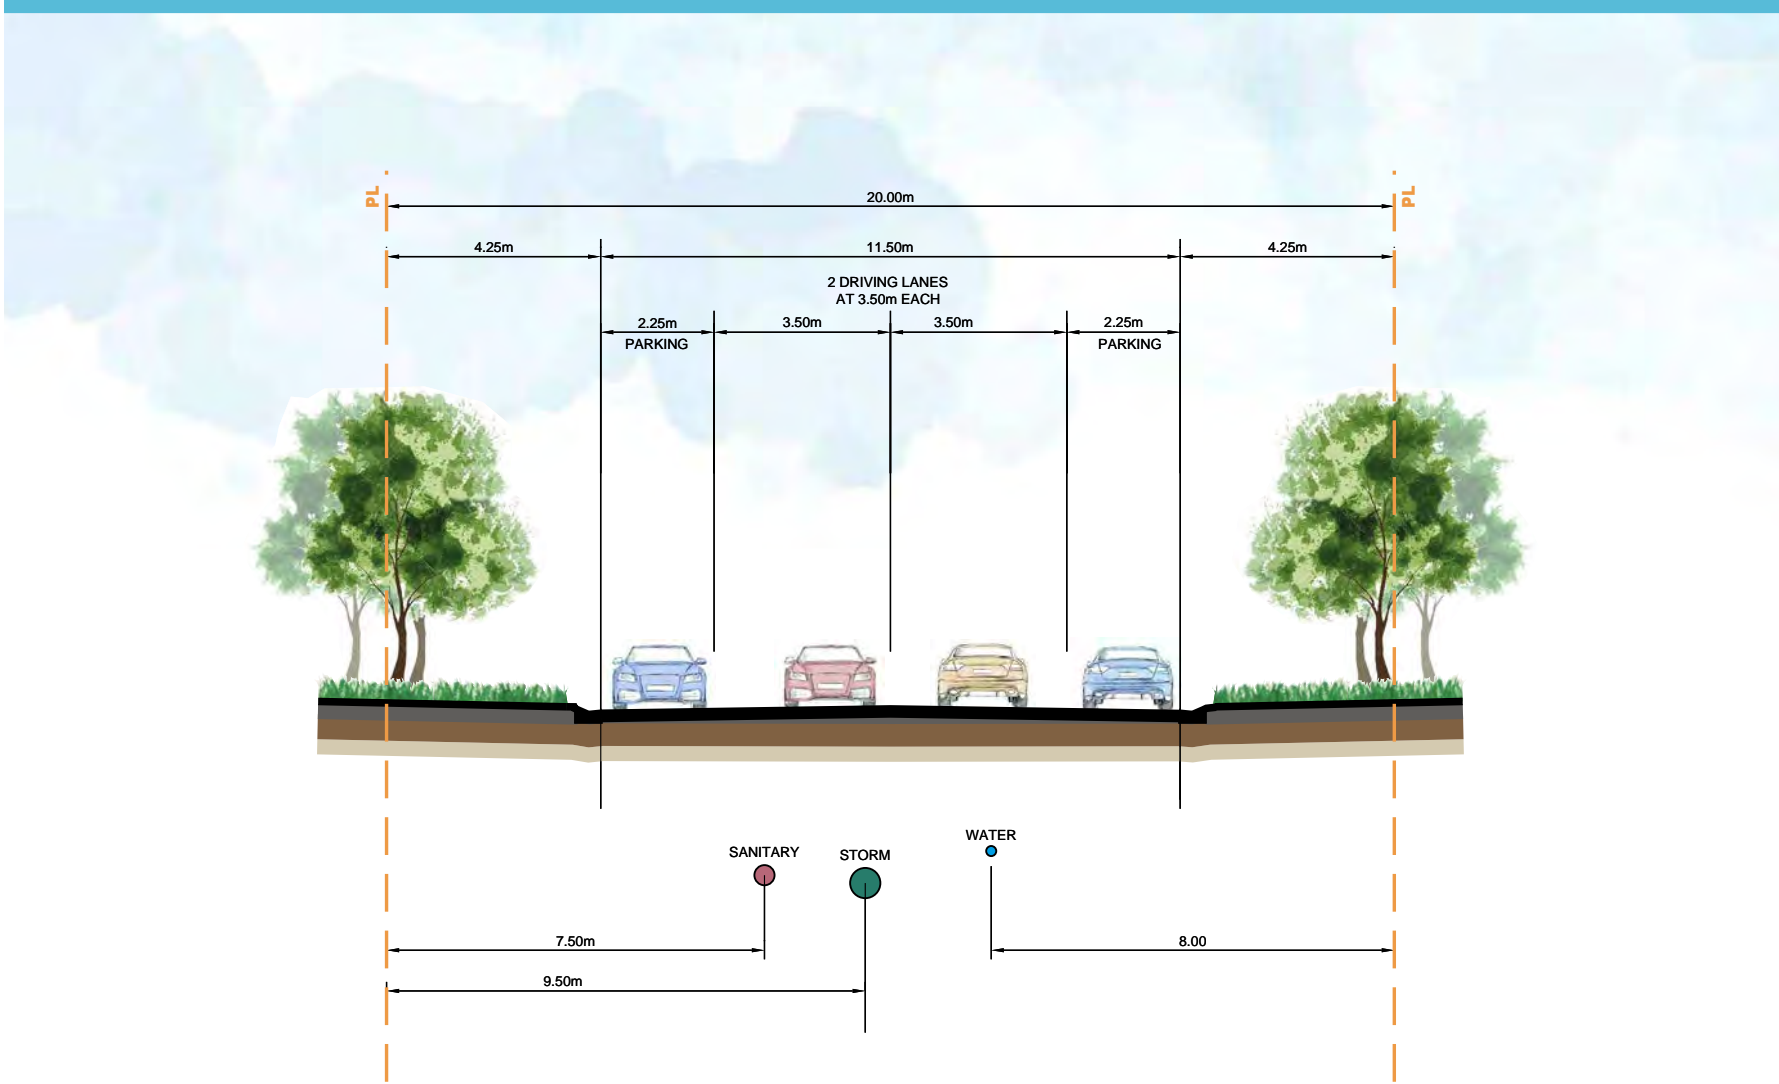 PL
PL
20.00m
4.25m
11.50m
4.25m
2 DRIVING LANES
AT 3.50m EACH
2.25m
3.50m
3.50m
2.25m
PARKING
PARKING
WATER
SANITARY
STORM
7.50m
8.00
9.50m